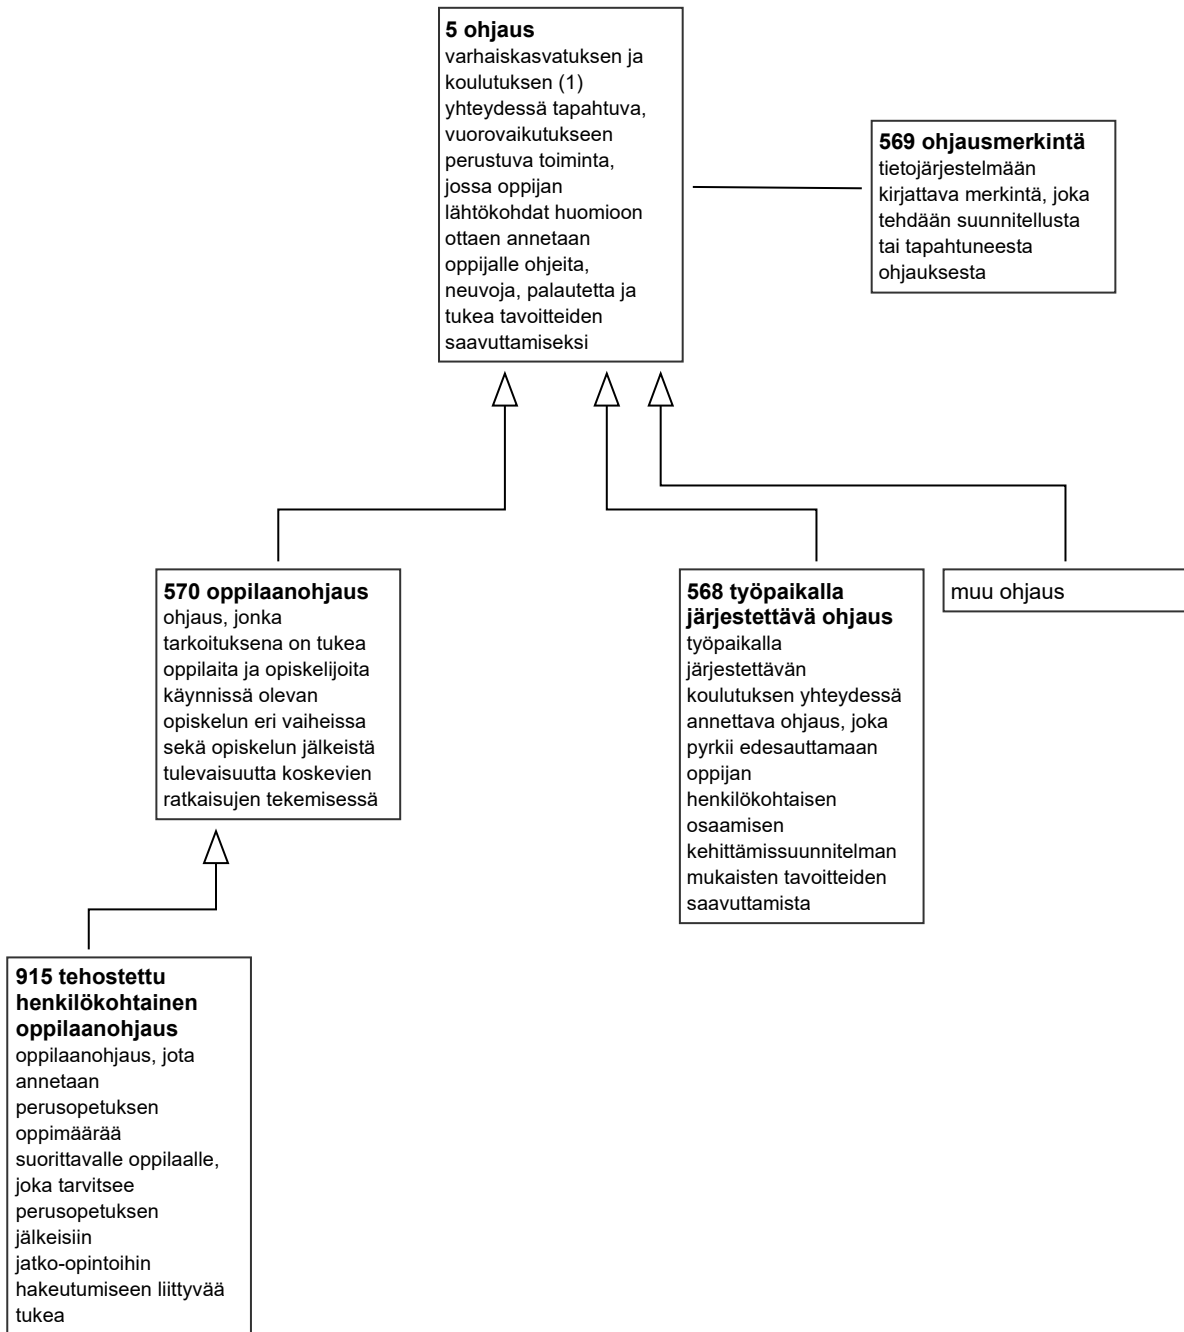 5 ohjaus
varhaiskasvatuksen ja
koulutuksen (1)
yhteydessä tapahtuva,
vuorovaikutukseen
perustuva toiminta,
jossa oppijan
lähtökohdat huomioon
ottaen annetaan
oppijalle ohjeita,
neuvoja, palautetta ja
tukea tavoitteiden
saavuttamiseksi
569 ohjausmerkintä
tietojärjestelmään
kirjattava merkintä, joka
tehdään suunnitellusta
tai tapahtuneesta
ohjauksesta
570 oppilaanohjaus
ohjaus, jonka
tarkoituksena on tukea
oppilaita ja opiskelijoita
käynnissä olevan
opiskelun eri vaiheissa
sekä opiskelun jälkeistä
tulevaisuutta koskevien
ratkaisujen tekemisessä
568 työpaikalla
järjestettävä ohjaus
työpaikalla
järjestettävän
koulutuksen yhteydessä
annettava ohjaus, joka
pyrkii edesauttamaan
oppijan
henkilökohtaisen
osaamisen
kehittämissuunnitelman
mukaisten tavoitteiden
saavuttamista
muu ohjaus
915 tehostettu
henkilökohtainen
oppilaanohjaus
oppilaanohjaus, jota
annetaan
perusopetuksen
oppimäärää
suorittavalle oppilaalle,
joka tarvitsee
perusopetuksen
jälkeisiin
jatko-opintoihin
hakeutumiseen liittyvää
tukea